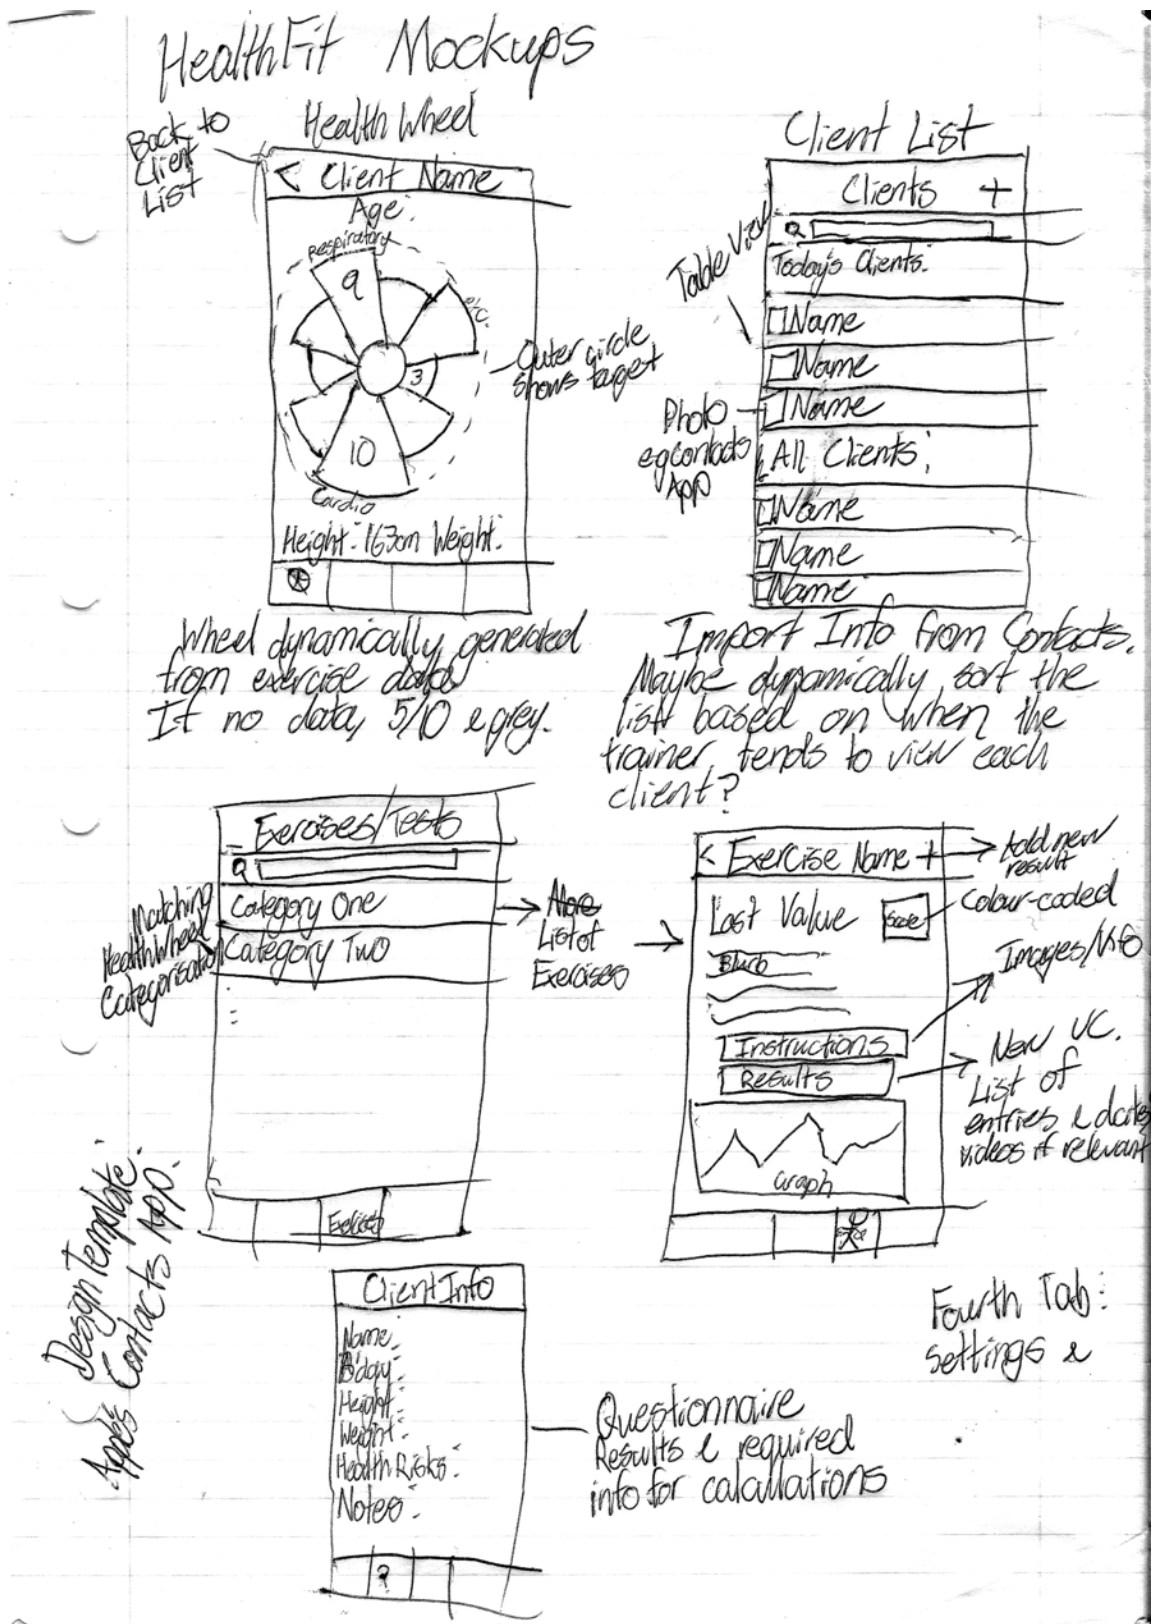 HealthFit Mockups
Back to
Client
List
Health Wheel
< Client Name
Age:
Respiratory
9
etc.
3
10
Cardio
Outer circle
shows target
Height: 163cm Weight:
Wheel dynamically generated
from exercise data
If no data, 5/10 & grey.
Client List
Clients +
Table View
Today's Clients:
Name
Name
Name
Photo
eg contacts
App
All Clients:
Name
Name
Name
Import Info from Contacts.
Maybe dynamically sort the
list based on when the
trainer tends to view each
client?
Exercises/Tests
Matching
HealthWheel
Categorisation
Category One
Category Two
List of
Exercises
Exercises
< Exercise Name +
Add new
result
Last Value
Score
Colour-coded
Blurb
Images/Info
Instructions
Results
New VC.
List of
entries & dates,
videos if relevant
Graph
Design Template:
Apple's Contacts App.
Client Info
Name:
B'day:
Height:
Weight:
Health Risks:
Notes:
?
Questionnaire
Results & required
info for calculations
Fourth Tab:
settings &